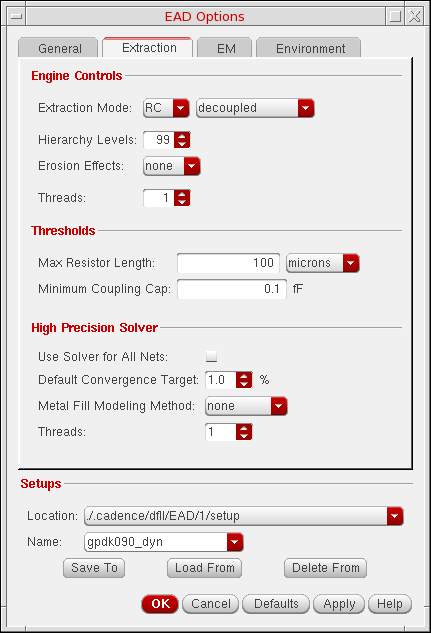 EAD Options
General Extraction EM Environment
Engine Controls
Extraction Mode: RC decoupled
Hierarchy Levels: 99
Erosion Effects: none
Threads: 1
Thresholds
Max Resistor Length: 100 microns
Minimum Coupling Cap: 0.1 fF
High Precision Solver
Use Solver for All Nets:
Default Convergence Target: 1.0 %
Metal Fill Modeling Method: none
Threads: 1
Setups
Location: ./.cadence/dfII/EAD/1/setup
Name: gpdk090_dyn
Save To Load From Delete From
OK Cancel Defaults Apply Help